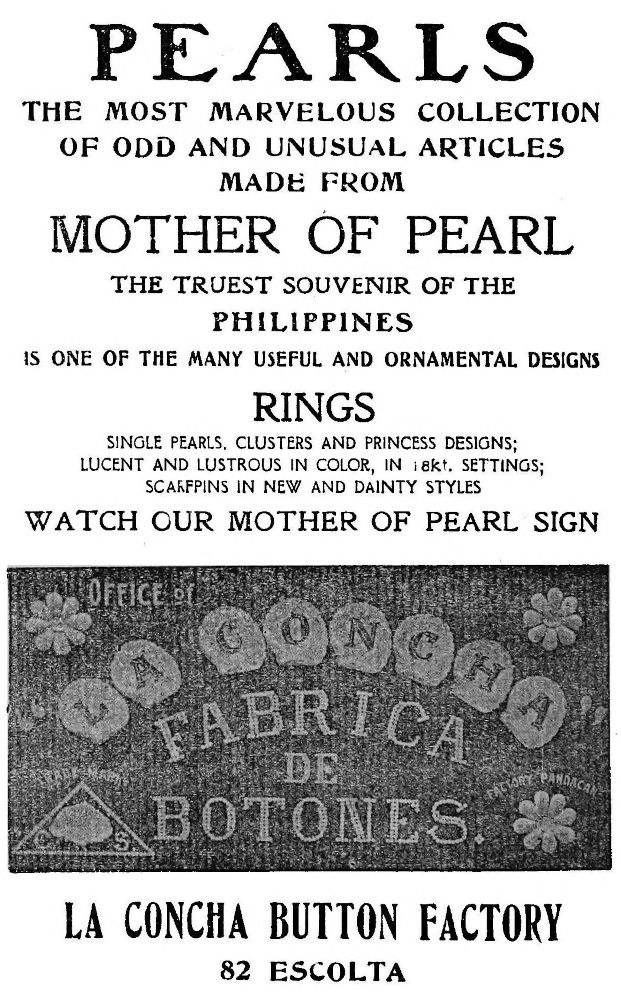 PEARLS
THE MOST MARVELOUS COLLECTION
OF ODD AND UNUSUAL ARTICLES
MADE FROM
MOTHER OF PEARL
THE TRUEST SOUVENIR OF THE
PHILIPPINES
IS ONE OF THE MANY USEFUL AND ORNAMENTAL DESIGNS
RINGS
SINGLE PEARLS, CLUSTERS AND PRINCESS DESIGNS;
LUCENT AND LUSTROUS IN COLOR, IN 18kt. SETTINGS;
SCARFPINS IN NEW AND DAINTY STYLES
WATCH OUR MOTHER OF PEARL SIGN
OFFICE OF
"LA CONCHA"
FABRICA
DE
BOTONES.
TRADE MARK
C S.
FACTORY PANDACAN
LA CONCHA BUTTON FACTORY
82 ESCOLTA